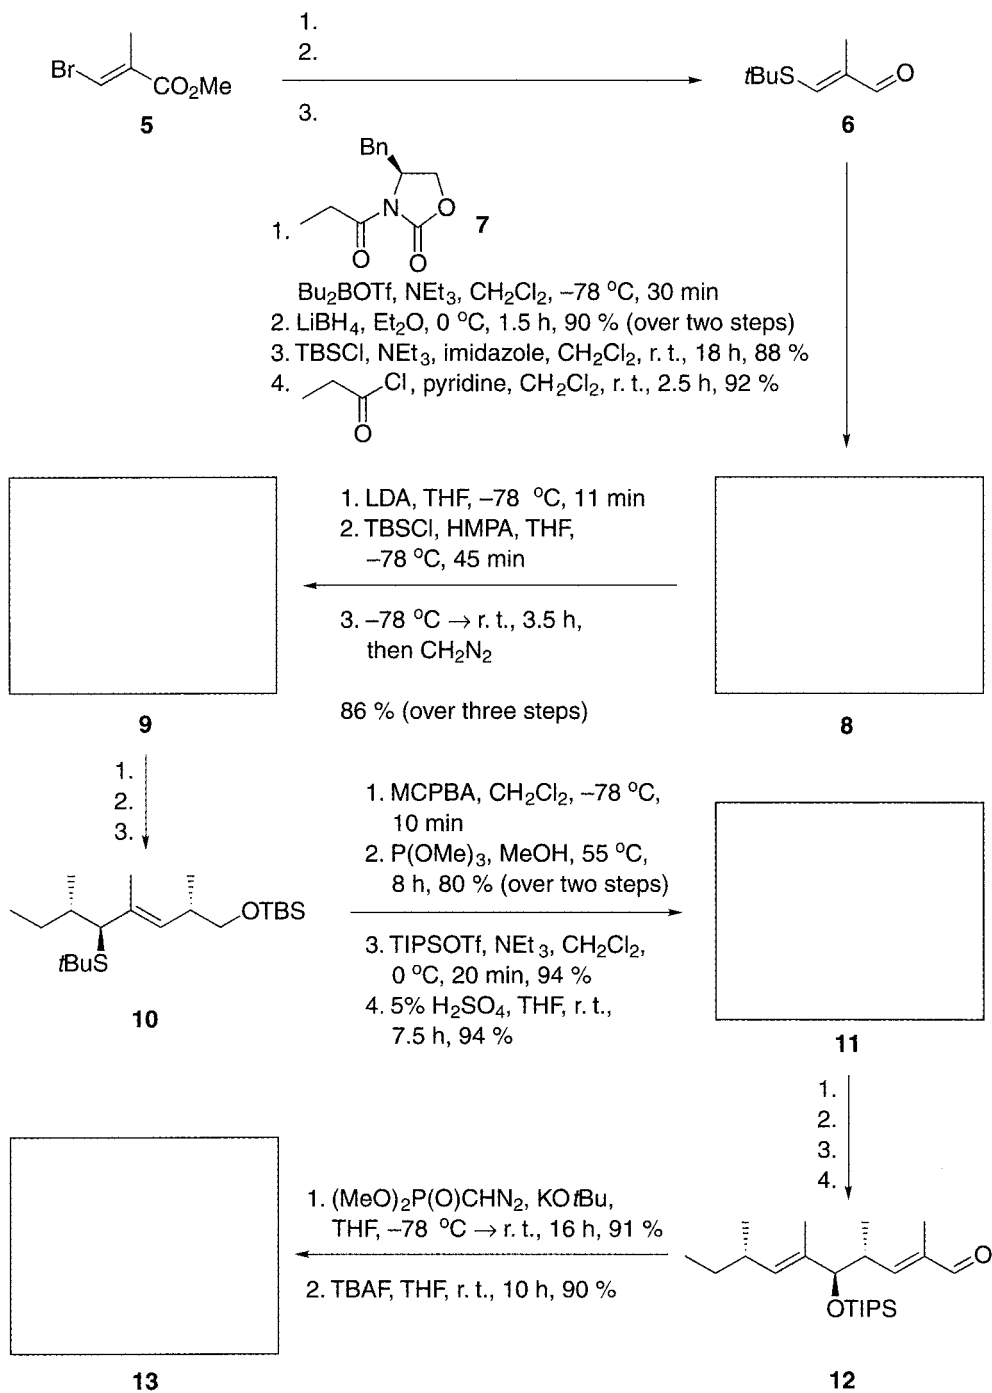 1.
2.
Br
CO2Me
5
3.
tBuS
O
6
Bn
N
O
7
1.
O
O
Bu2BOTf, NEt3, CH2Cl2, –78 °C, 30 min
2. LiBH4, Et2O, 0 °C, 1.5 h, 90 % (over two steps)
3. TBSCl, NEt3, imidazole, CH2Cl2, r. t., 18 h, 88 %
4. Cl, pyridine, CH2Cl2, r. t., 2.5 h, 92 %
O
1. LDA, THF, –78 °C, 11 min
2. TBSCl, HMPA, THF,
–78 °C, 45 min
3. –78 °C → r. t., 3.5 h,
then CH2N2
86 % (over three steps)
9
8
1.
2.
3.
1. MCPBA, CH2Cl2, –78 °C,
10 min
2. P(OMe)3, MeOH, 55 °C,
8 h, 80 % (over two steps)
3. TIPSOTf, NEt3, CH2Cl2,
0 °C, 20 min, 94 %
4. 5% H2SO4, THF, r. t.,
7.5 h, 94 %
OTBS
tBuS
10
11
1.
2.
3.
4.
1. (MeO)2P(O)CHN2, KOtBu,
THF, –78 °C → r. t., 16 h, 91 %
2. TBAF, THF, r. t., 10 h, 90 %
O
OTIPS
13
12